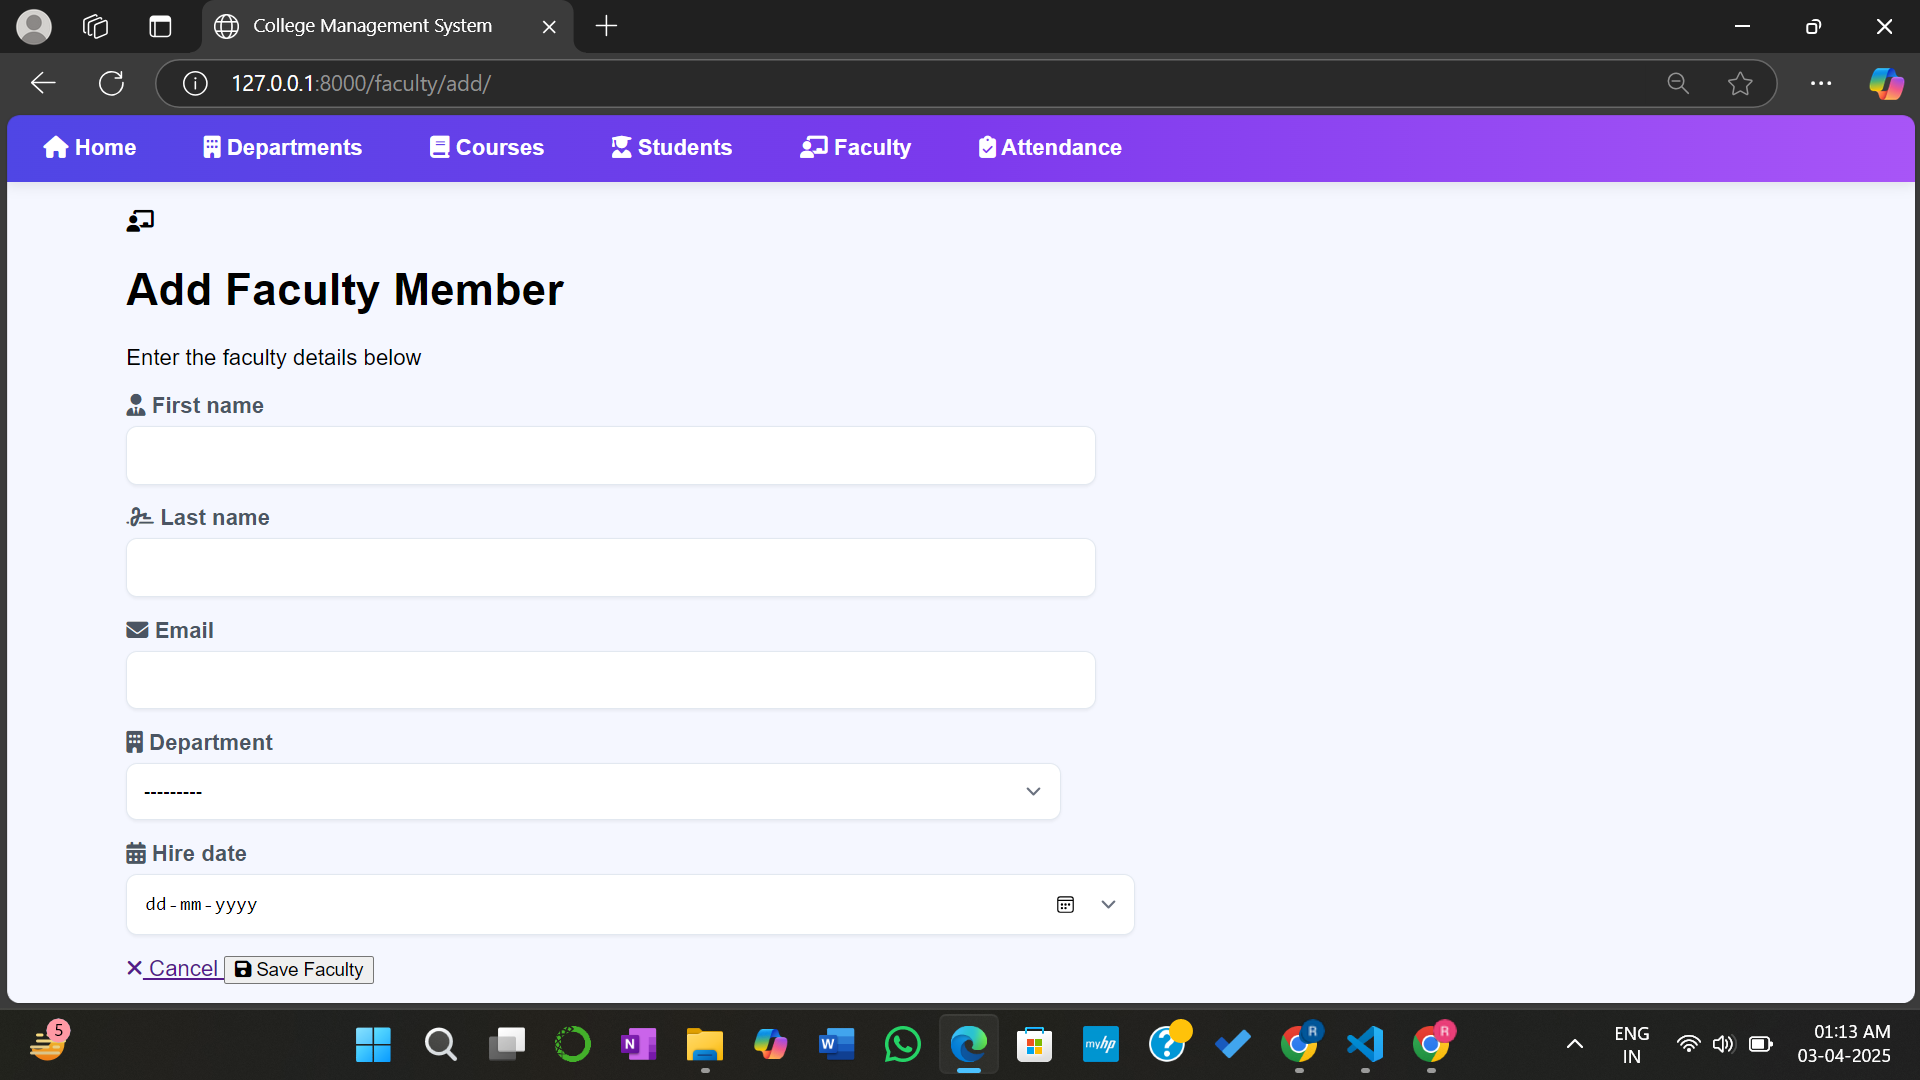 College Management System
127.0.0.1:8000/faculty/add/
Home Departments Courses Students Faculty Attendance
Add Faculty Member
Enter the faculty details below
First name
Last name
Email
Department
---------
Hire date
dd-mm-yyyy
Cancel Save Faculty
5
N
W
myhp
?
R
R
ENG
IN
01:13 AM
03-04-2025